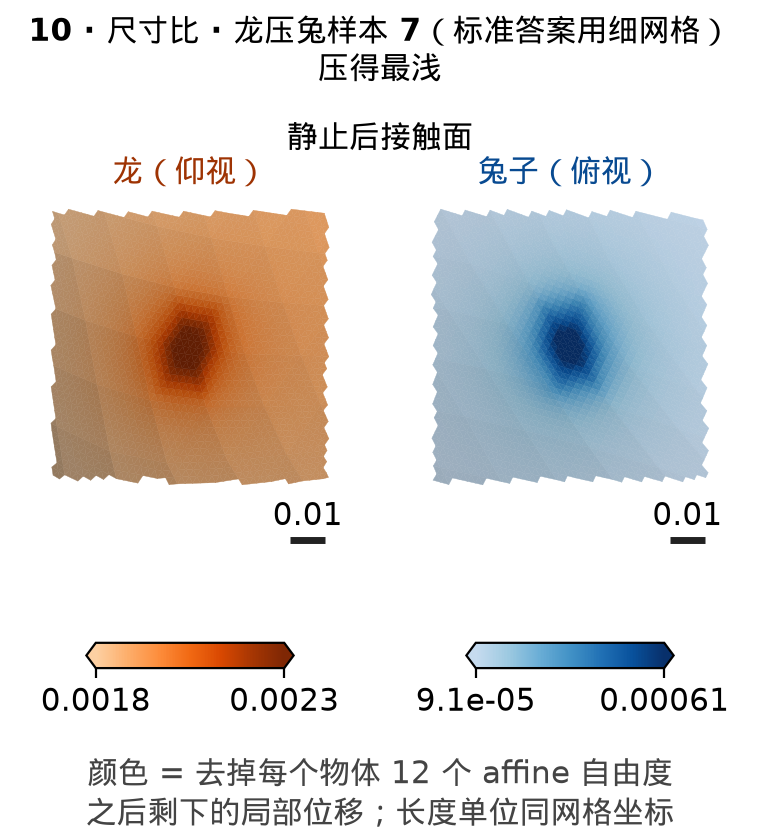 10 · 尺寸比 · 龙压兔样本 7（标准答案用细网格）
压得最浅
静止后接触面
龙（仰视）
兔子（俯视）
0.01
0.01
0.0018 0.0023
9.1e-05 0.00061
颜色 = 去掉每个物体 12 个 affine 自由度
之后剩下的局部位移；长度单位同网格坐标